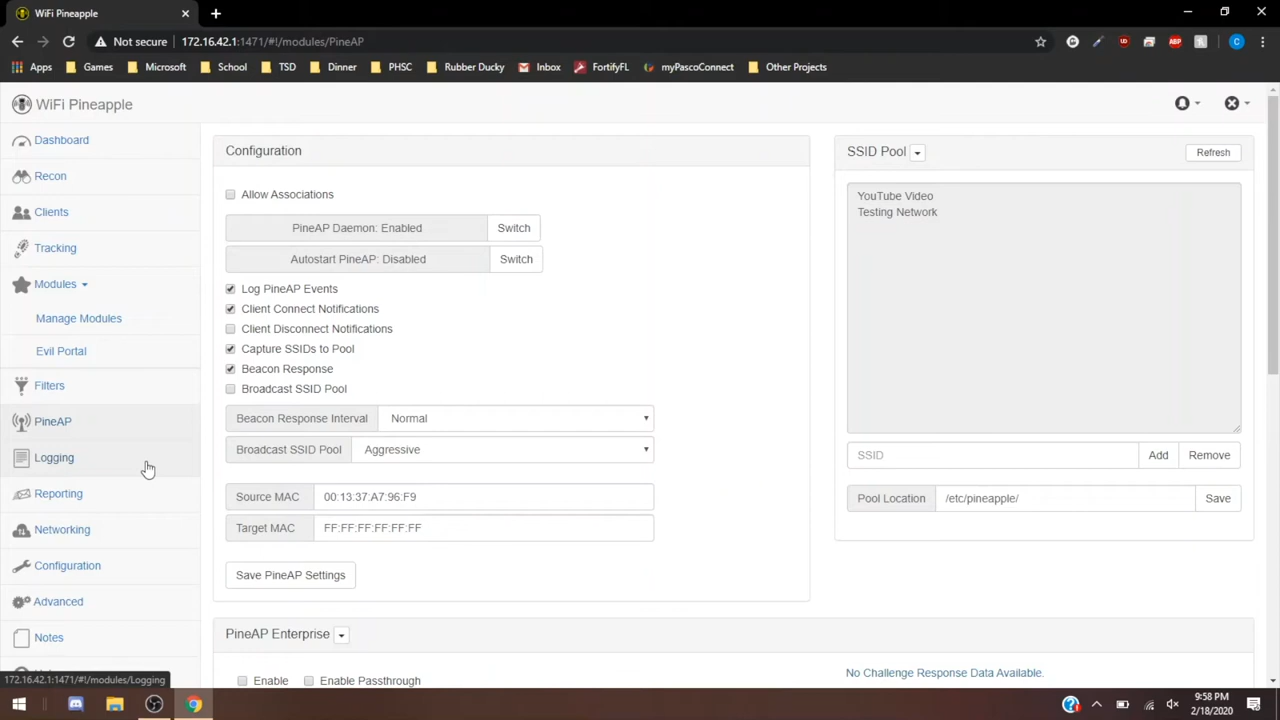 WiFi Pineapple
Not secure 172.16.42.1:1471/#!/modules/PineAP
Apps Games Microsoft School TSD Dinner PHSC Rubber Ducky Inbox FortifyFL myPascoConnect Other Projects
WiFi Pineapple
Dashboard
Recon
Clients
Tracking
Modules
Manage Modules
Evil Portal
Filters
PineAP
Logging
Reporting
Networking
Configuration
Advanced
Notes
172.16.42.1:1471/#!/modules/Logging
Configuration
Allow Associations
PineAP Daemon: Enabled Switch
Autostart PineAP: Disabled Switch
Log PineAP Events
Client Connect Notifications
Client Disconnect Notifications
Capture SSIDs to Pool
Beacon Response
Broadcast SSID Pool
Beacon Response Interval Normal
Broadcast SSID Pool Aggressive
Source MAC 00:13:37:A7:96:F9
Target MAC FF:FF:FF:FF:FF:FF
Save PineAP Settings
PineAP Enterprise
Enable Enable Passthrough
No Challenge Response Data Available.
SSID Pool Refresh
YouTube Video
Testing Network
SSID Add Remove
Pool Location /etc/pineapple/ Save
9:58 PM
2/18/2020